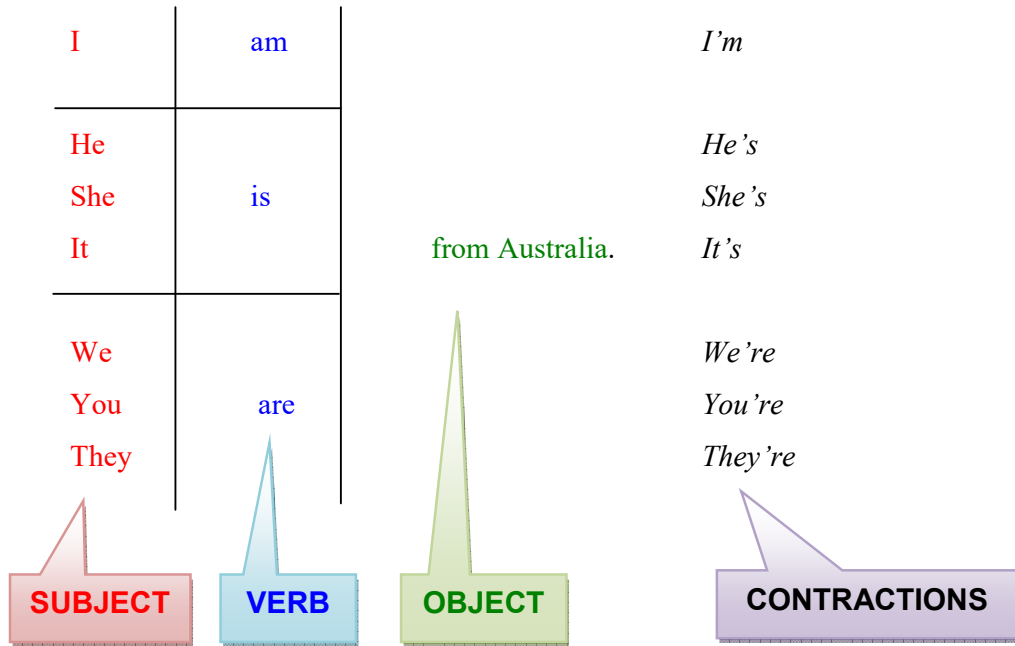 I am I’m
He He’s
She is She’s
It from Australia. It’s
We We’re
You are You’re
They They’re
SUBJECT VERB OBJECT CONTRACTIONS